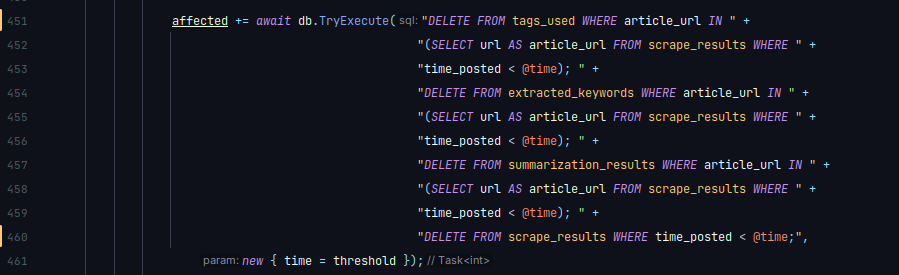 451 affected += await db.TryExecute( sql: "DELETE FROM tags_used WHERE article_url IN " +
452 "(SELECT url AS article_url FROM scrape_results WHERE " +
453 "time_posted < @time); " +
454 "DELETE FROM extracted_keywords WHERE article_url IN " +
455 "(SELECT url AS article_url FROM scrape_results WHERE " +
456 "time_posted < @time); " +
457 "DELETE FROM summarization_results WHERE article_url IN " +
458 "(SELECT url AS article_url FROM scrape_results WHERE " +
459 "time_posted < @time); " +
460 "DELETE FROM scrape_results WHERE time_posted < @time;",
461 param: new { time = threshold }); // Task<int>